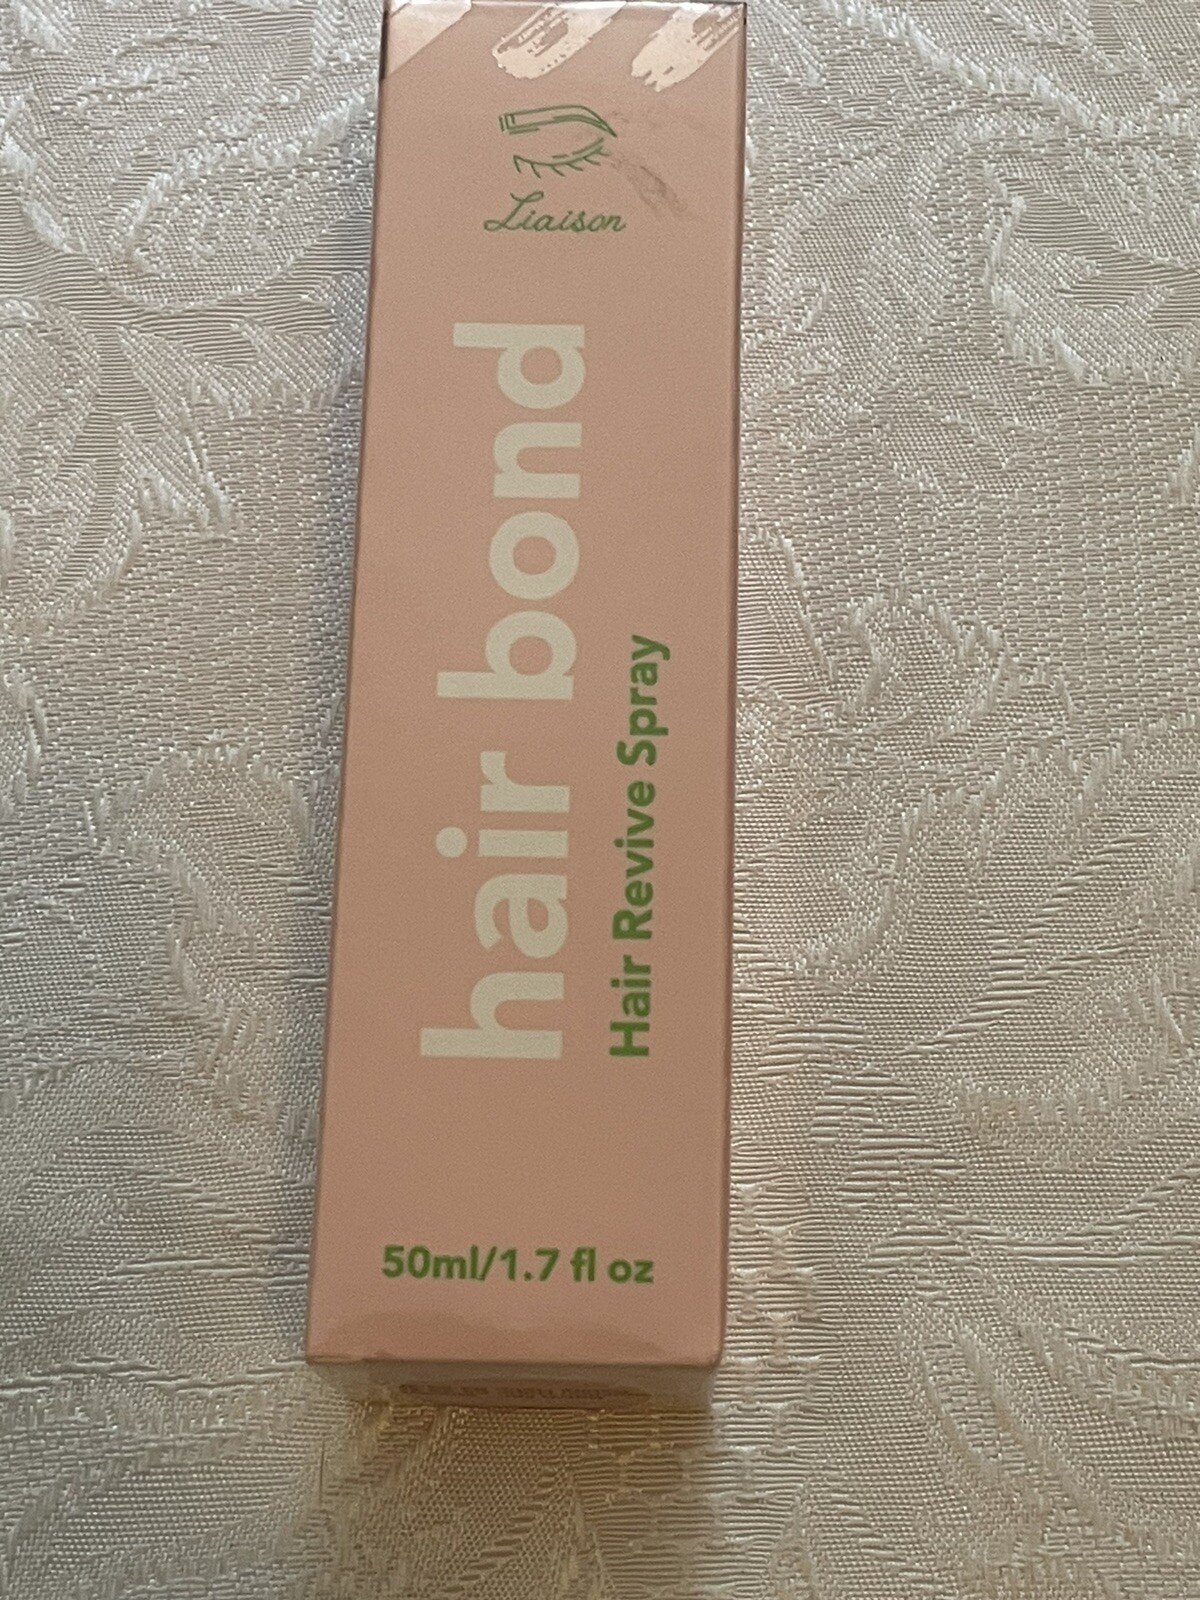 Liaison
hair bond
Hair Revive Spray
50ml/1.7 fl oz